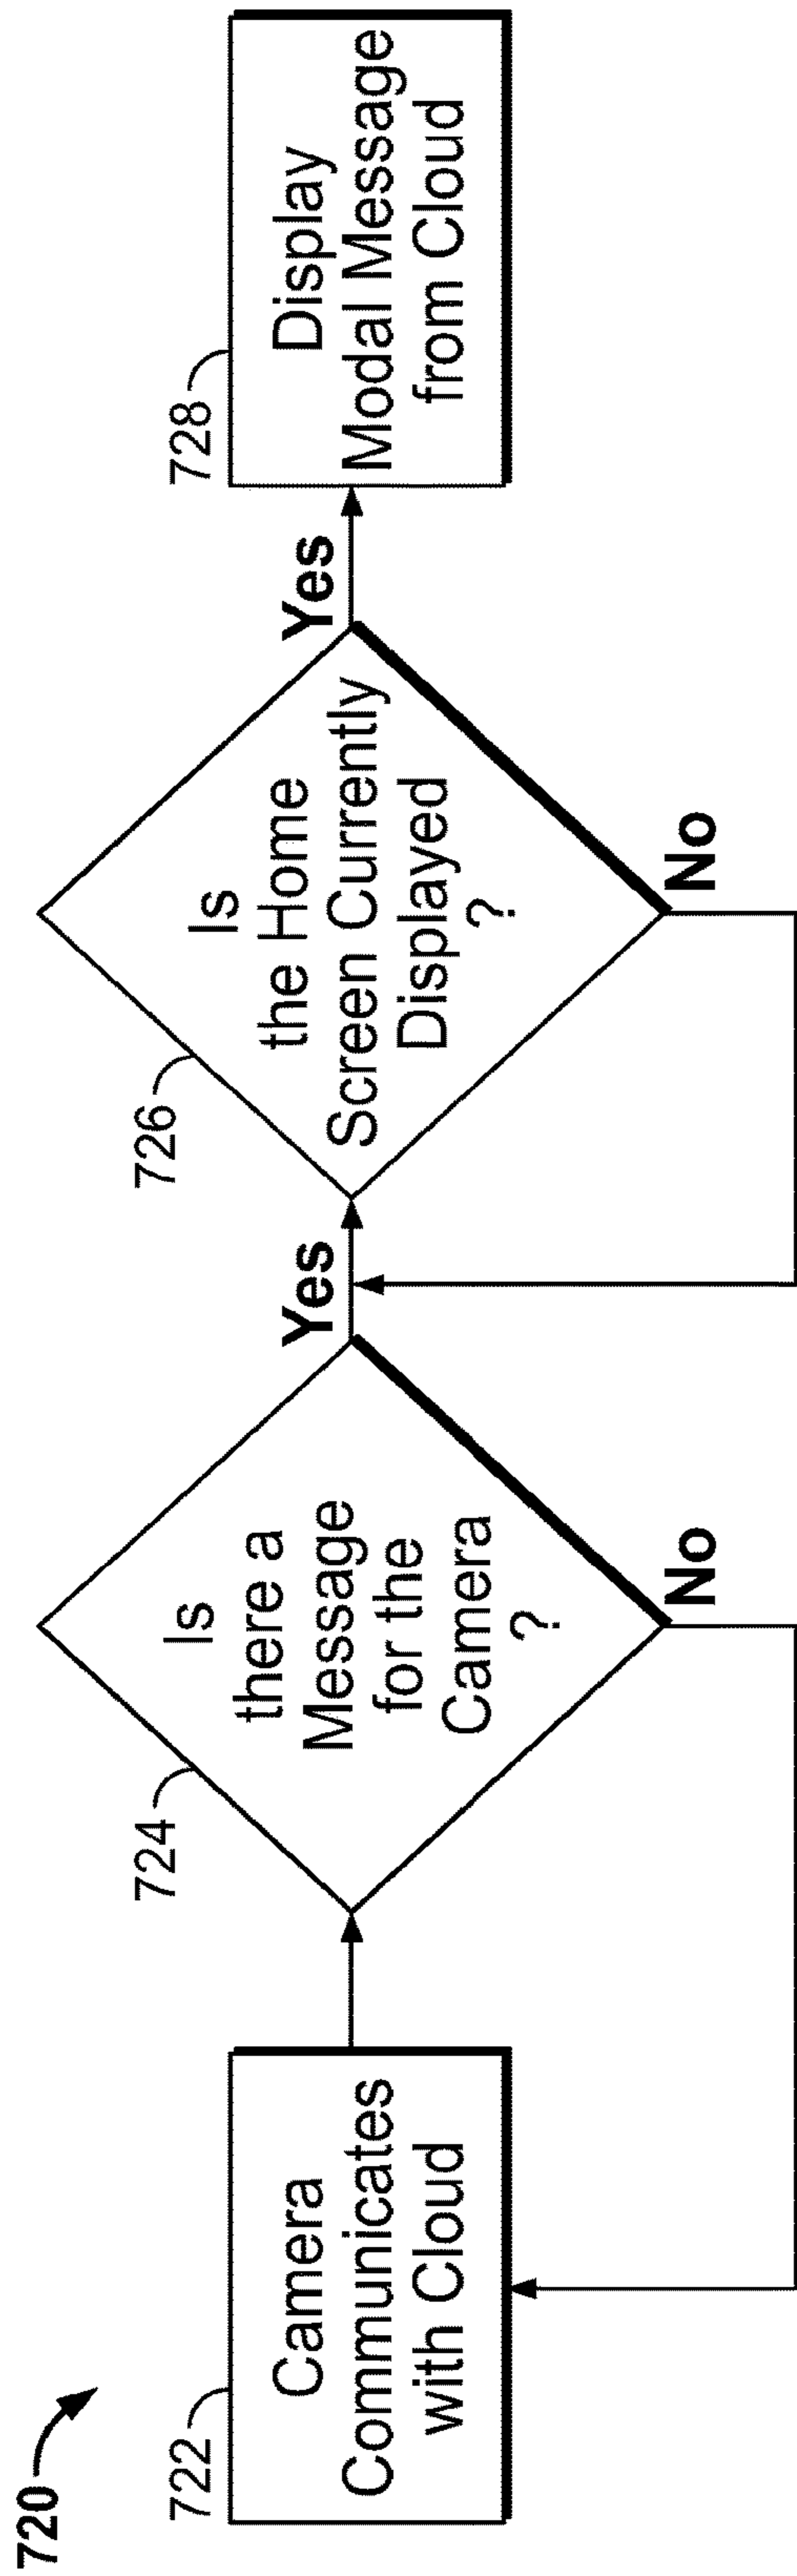 720
722
Camera
Communicates
with Cloud
724
Is
there a
Message
for the
Camera
?
Yes
No
726
Is
the Home
Screen Currently
Displayed
?
Yes
No
728
Display
Modal Message
from Cloud